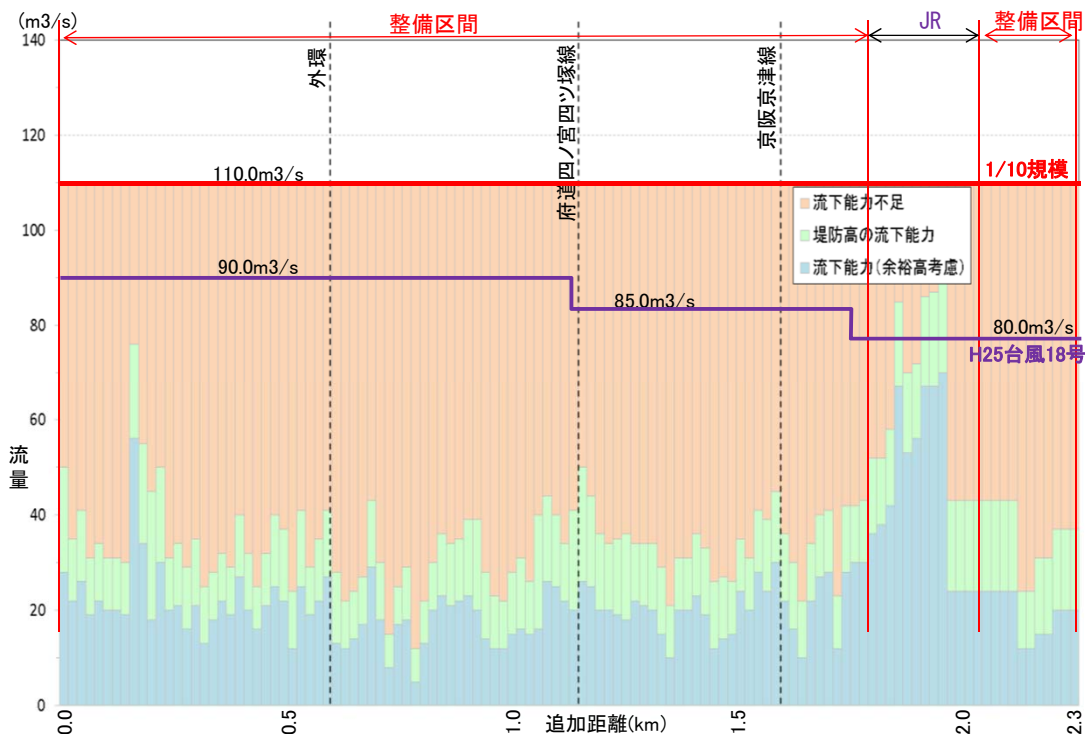 (m3/s)
整備区間
JR
整備区間
140
120
100
80
60
40
20
0
流量
外環
府道四ノ宮四ツ塚線
京阪京津線
110.0m3/s
1/10規模
流下能力不足
堤防高の流下能力
流下能力(余裕高考慮)
90.0m3/s
85.0m3/s
80.0m3/s
H25台風18号
0.0
0.5
1.0
1.5
2.0
2.3
追加距離(km)